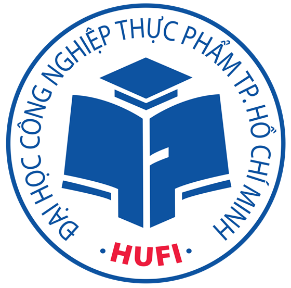 ĐẠI HỌC CÔNG NGHIỆP THỰC PHẨM TP. HỒ CHÍ MINH
HUFI